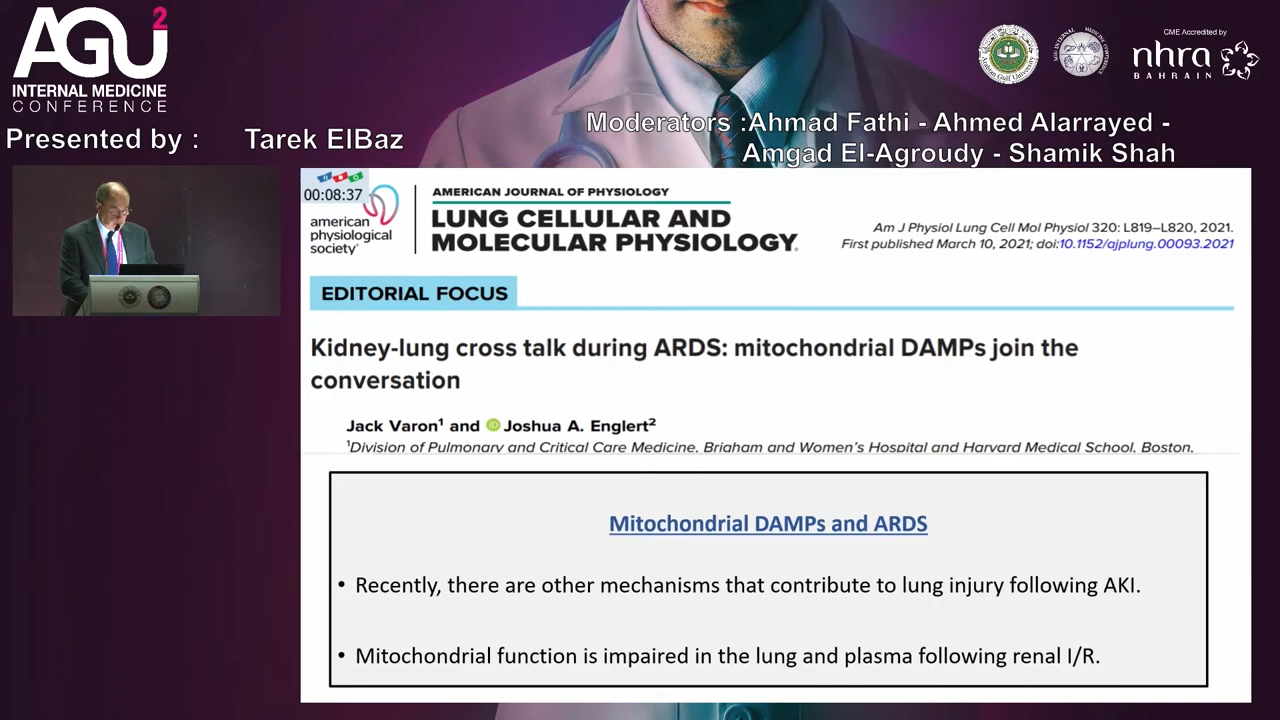 AGU2
INTERNAL MEDICINE
CONFERENCE
CME Accredited by
nhra
BAHRAIN
Presented by : Tarek ElBaz
Moderators :Ahmad Fathi - Ahmed Alarrayed -
Amgad El-Agroudy - Shamik Shah
00:08:37
american
physiological
society
AMERICAN JOURNAL OF PHYSIOLOGY
LUNG CELLULAR AND
MOLECULAR PHYSIOLOGY.
Am J Physiol Lung Cell Mol Physiol 320: L819–L820, 2021.
First published March 10, 2021; doi:10.1152/ajplung.00093.2021
EDITORIAL FOCUS
Kidney-lung cross talk during ARDS: mitochondrial DAMPs join the
conversation
Jack Varon¹ and iD Joshua A. Englert²
¹Division of Pulmonary and Critical Care Medicine, Brigham and Women's Hospital and Harvard Medical School, Boston,
Mitochondrial DAMPs and ARDS
• Recently, there are other mechanisms that contribute to lung injury following AKI.
• Mitochondrial function is impaired in the lung and plasma following renal I/R.